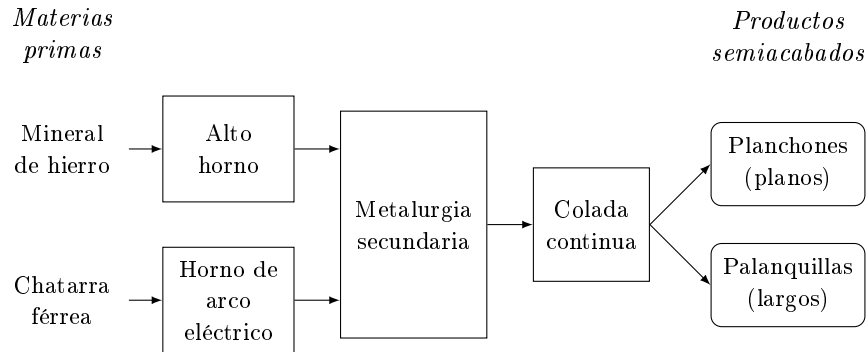 Materias
primas
Productos
semiacabados
Mineral
de hierro
Alto
horno
Chatarra
férrea
Horno de
arco
eléctrico
Metalurgia
secundaria
Colada
continua
Planchones
(planos)
Palanquillas
(largos)